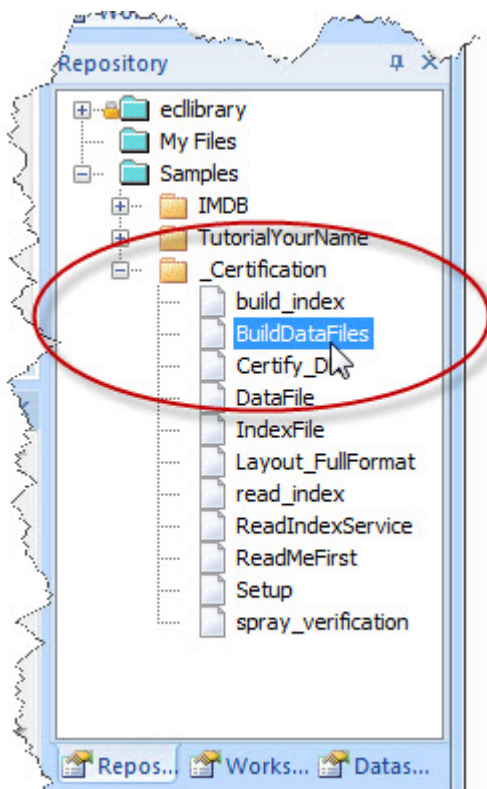 Repository
ecllibrary
My Files
Samples
IMDB
TutorialYourName
_Certification
build_index
BuildDataFiles
Certify_D
DataFile
IndexFile
Layout_FullFormat
read_index
ReadIndexService
ReadMeFirst
Setup
spray_verification
Repos... Works... Datas...